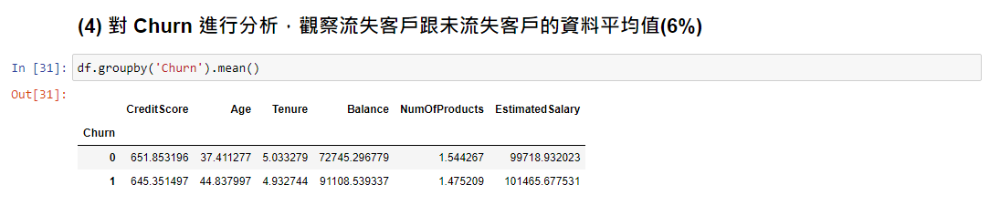 (4) 對 Churn 進行分析，觀察流失客戶跟未流失客戶的資料平均值(6%)
In [31]: df.groupby('Churn').mean()
Out[31]:
CreditScore Age Tenure Balance NumOfProducts EstimatedSalary
Churn
0 651.853196 37.411277 5.033279 72745.296779 1.544267 99718.932023
1 645.351497 44.837997 4.932744 91108.539337 1.475209 101465.677531